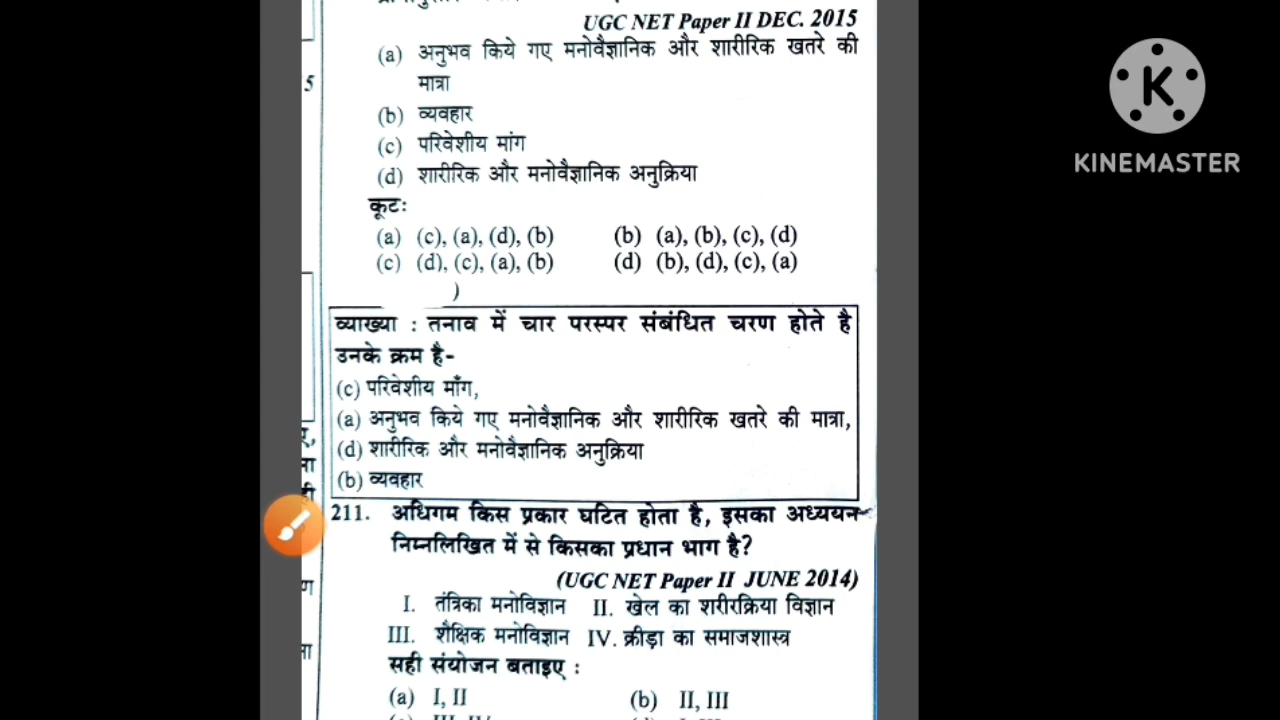 UGC NET Paper II DEC. 2015
(a) अनुभव किये गए मनोवैज्ञानिक और शारीरिक खतरे की
मात्रा
(b) व्यवहार
(c) परिवेशीय मांग
(d) शारीरिक और मनोवैज्ञानिक अनुक्रिया
कूटः
(a) (c), (a), (d), (b) (b) (a), (b), (c), (d)
(c) (d), (c), (a), (b) (d) (b), (d), (c), (a)
)
व्याख्या : तनाव में चार परस्पर संबंधित चरण होते है
उनके क्रम है-
(c) परिवेशीय माँग,
(a) अनुभव किये गए मनोवैज्ञानिक और शारीरिक खतरे की मात्रा,
(d) शारीरिक और मनोवैज्ञानिक अनुक्रिया
(b) व्यवहार
211. अधिगम किस प्रकार घटित होता है, इसका अध्ययन
निम्नलिखित में से किसका प्रधान भाग है?
(UGC NET Paper II JUNE 2014)
I. तंत्रिका मनोविज्ञान II. खेल का शरीरक्रिया विज्ञान
III. शैक्षिक मनोविज्ञान IV. क्रीड़ा का समाजशास्त्र
सही संयोजन बताइए :
(a) I, II (b) II, III
5
K
KINEMASTER